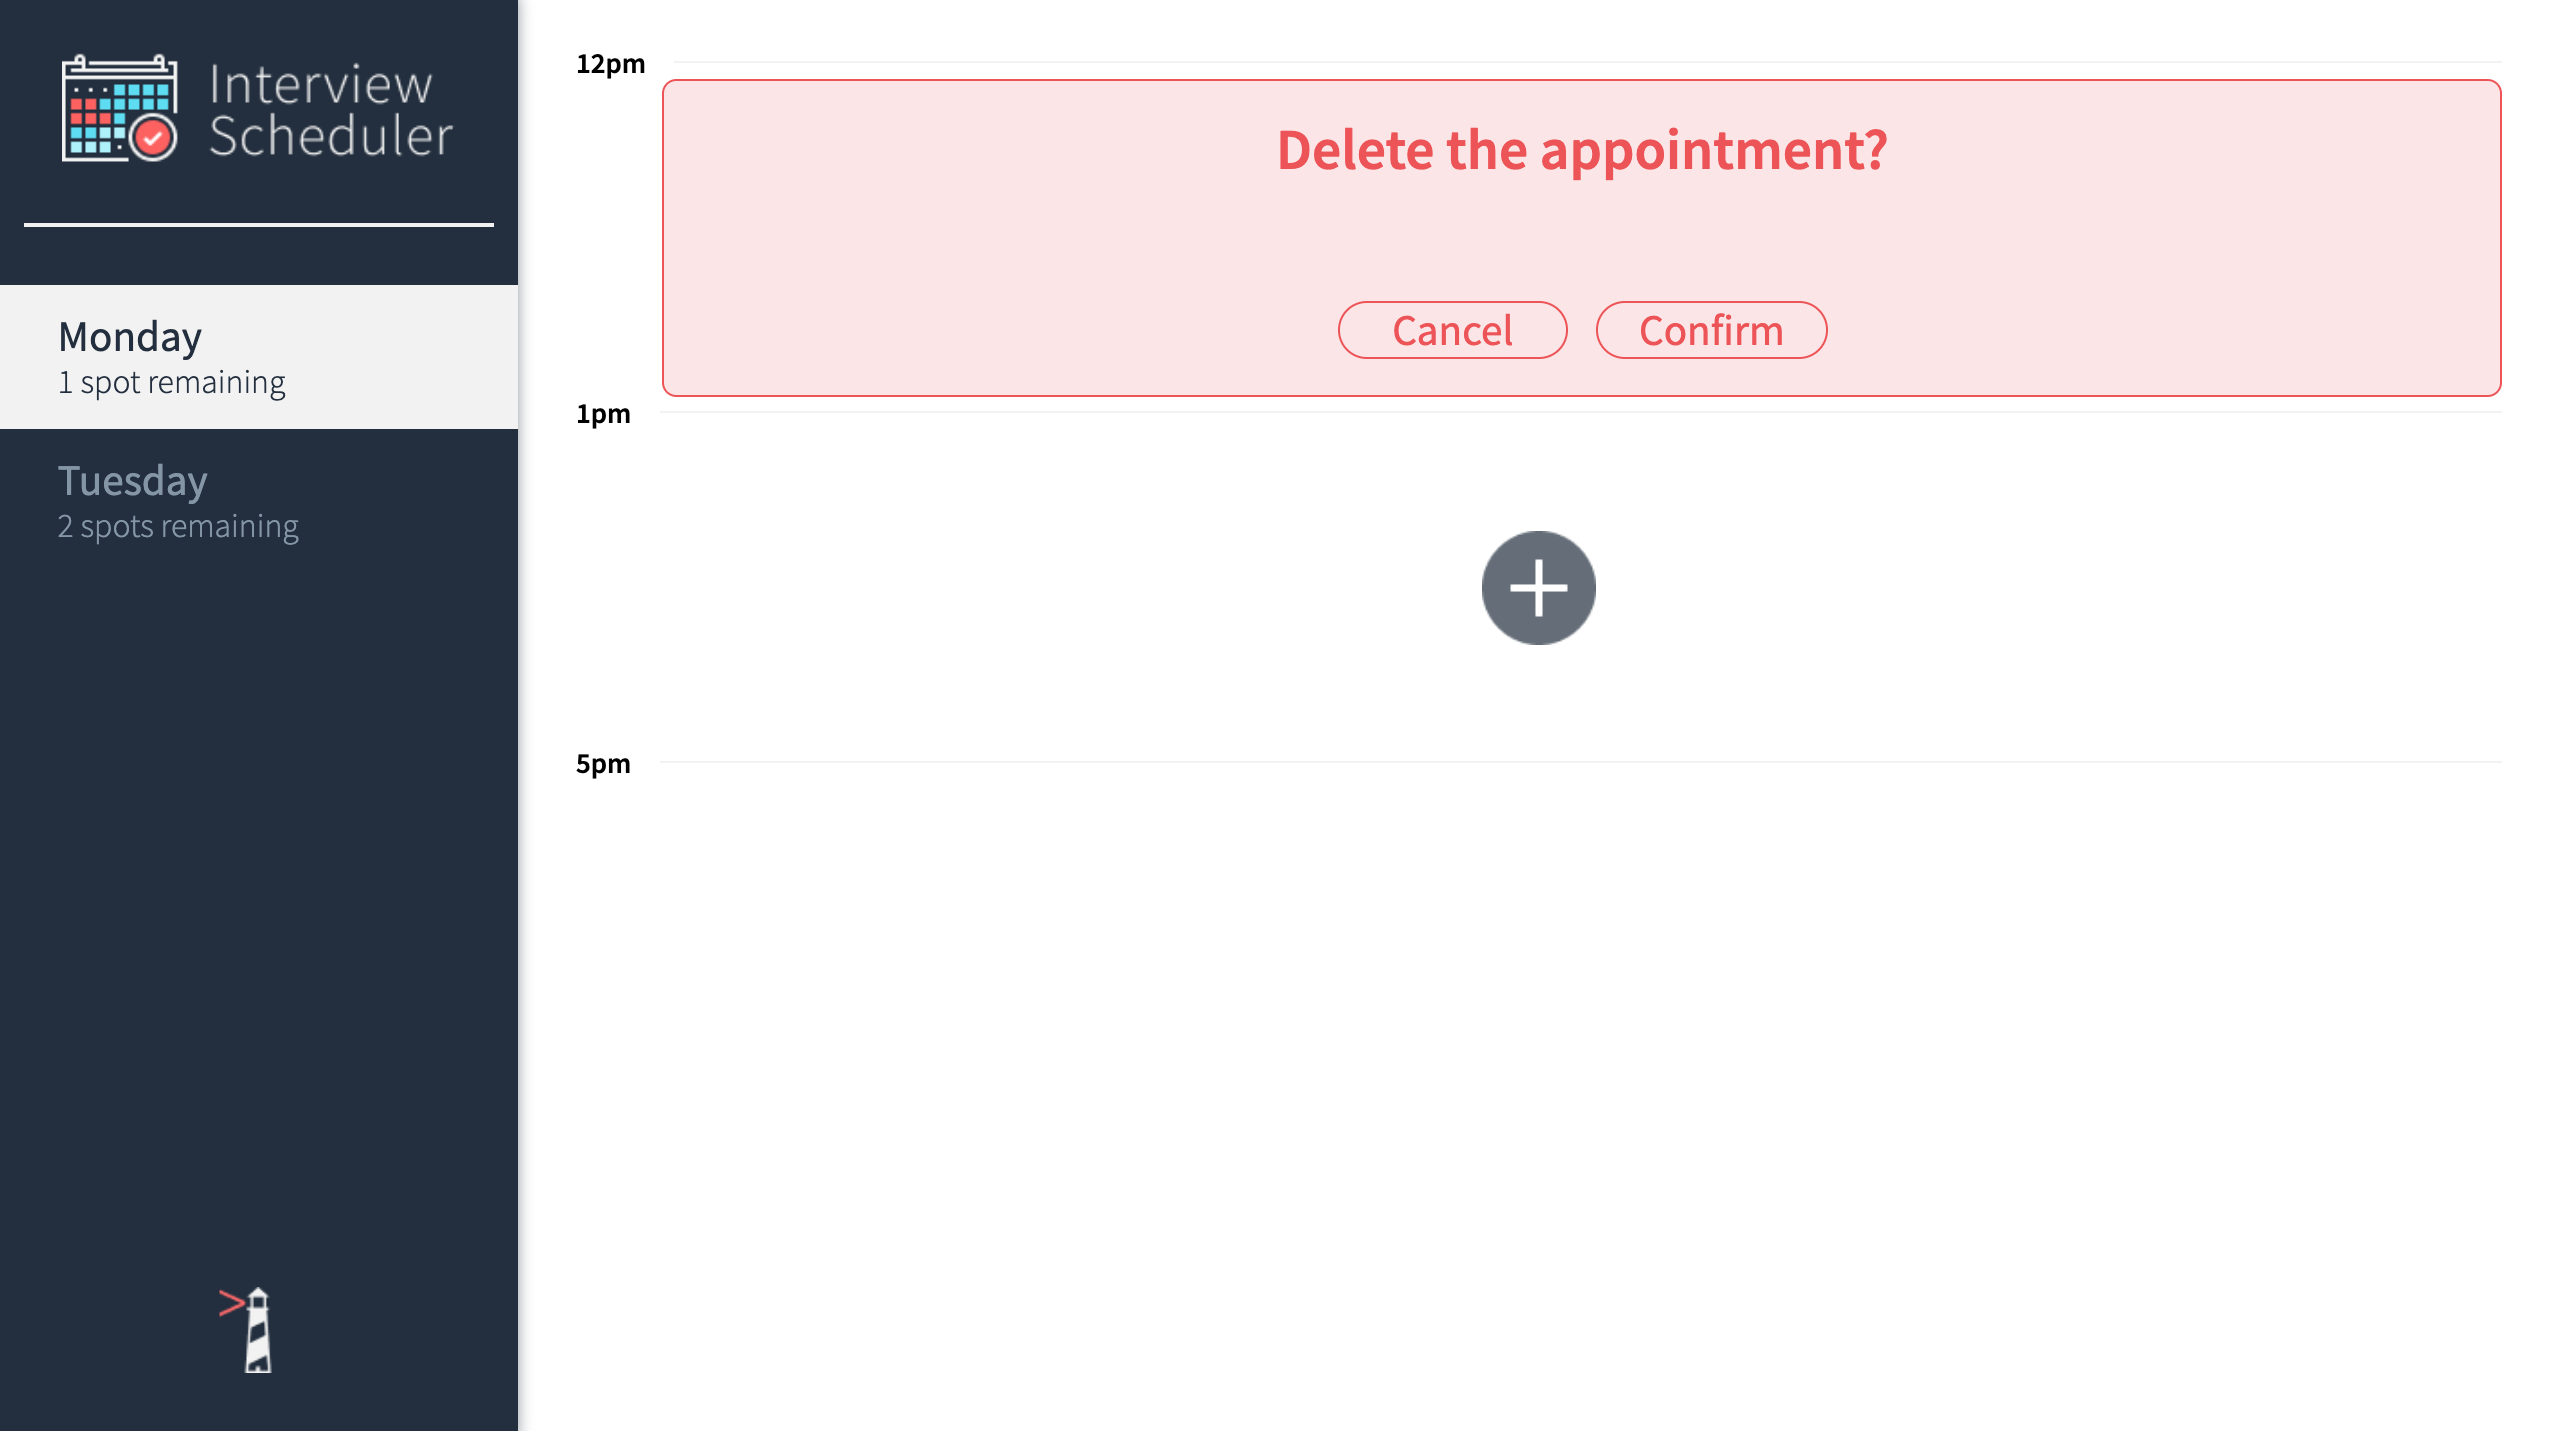 Interview
Scheduler
Monday
1 spot remaining
Tuesday
2 spots remaining
12pm
Delete the appointment?
Cancel
Confirm
1pm
5pm